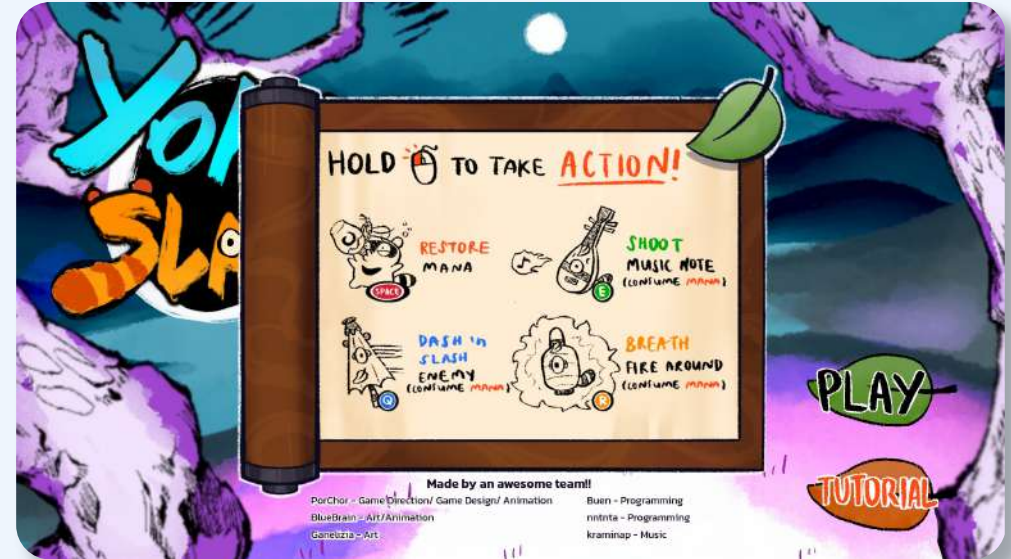 HOLD TO TAKE ACTION!
RESTORE
MANA
SPACE
SHOOT
MUSIC NOTE
(CONSUME MANA)
E
DASH 'n
SLASH
ENEMY
(CONSUME MANA)
Q
BREATH
FIRE AROUND
(CONSUME MANA)
R
PLAY
TUTORIAL
Made by an awesome team!!
PorChor - Game Direction/ Game Design/ Animation
BlueBrain - Art/Animation
Ganelizia - Art
Buen - Programming
nntnta - Programming
kraminap - Music